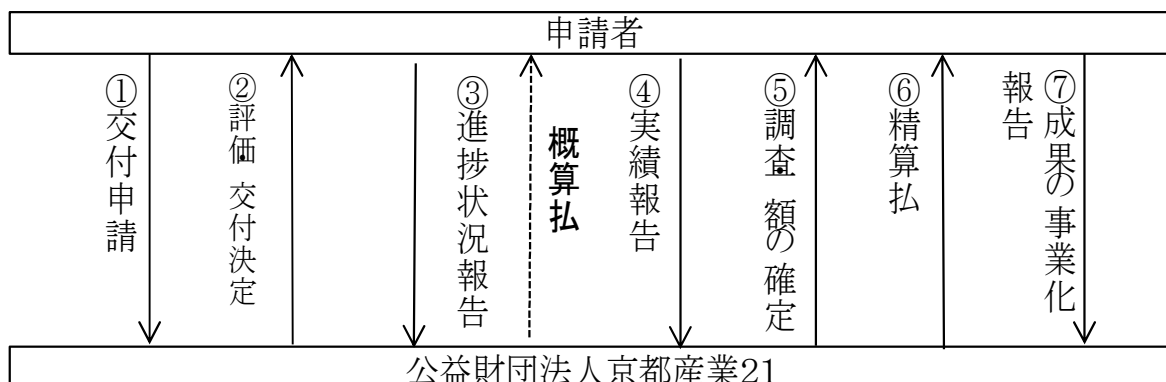 申請者
①交付申請
②評価・交付決定
③進捗状況報告
概算払
④実績報告
⑤調査・額の確定
⑥精算払
⑦成果の事業化
報告
公益財団法人京都産業21